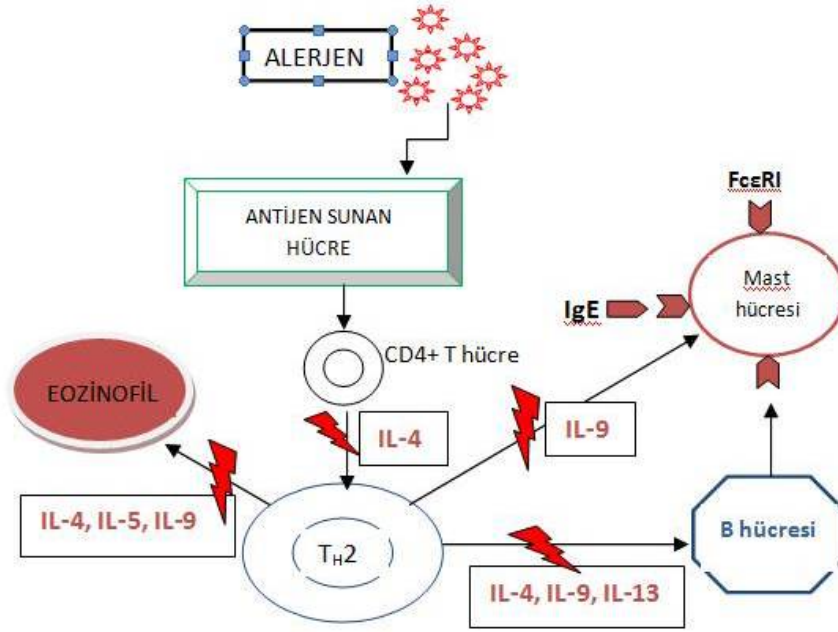 ALERJEN
ANTİJEN SUNAN
HÜCRE
FcɛRI
Mast
hücresi
IgE
CD4+ T hücre
EOZİNOFİL
IL-4
IL-9
IL-4, IL-5, IL-9
TH2
B hücresi
IL-4, IL-9, IL-13